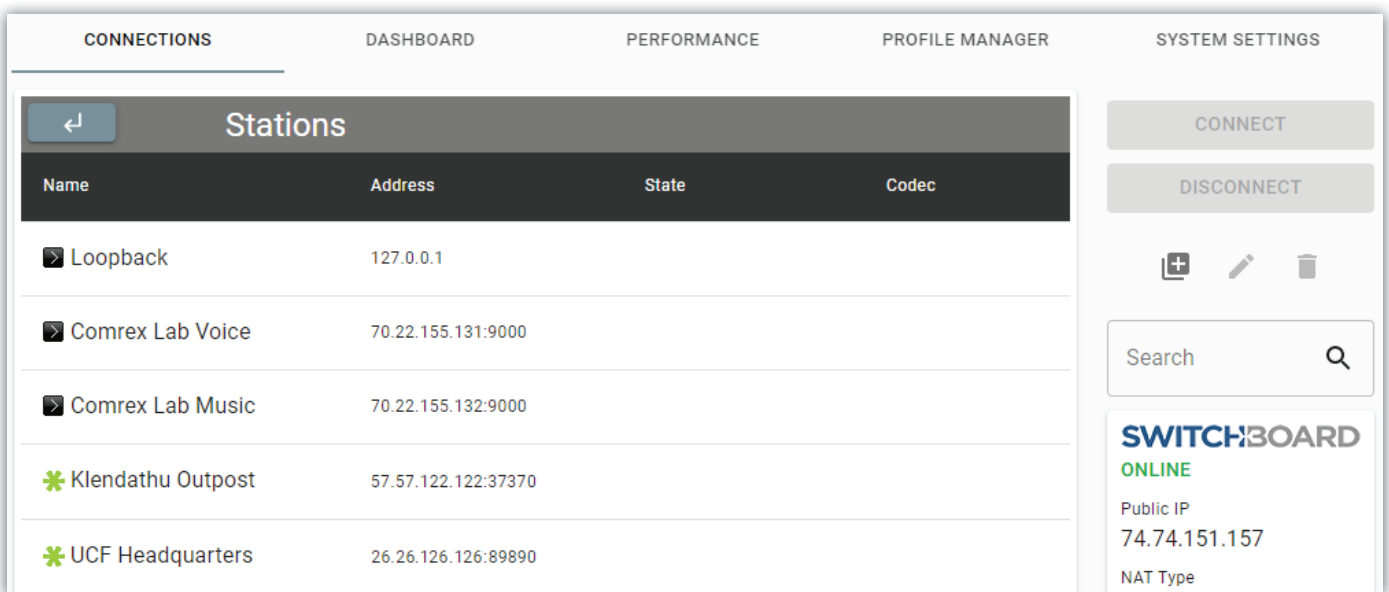 CONNECTIONS DASHBOARD PERFORMANCE PROFILE MANAGER SYSTEM SETTINGS
Stations
Name Address State Codec
Loopback 127.0.0.1
Comrex Lab Voice 70.22.155.131:9000
Comrex Lab Music 70.22.155.132:9000
Klendathu Outpost 57.57.122.122:37370
UCF Headquarters 26.26.126.126:89890
CONNECT
DISCONNECT
Search
SWITCHBOARD
ONLINE
Public IP
74.74.151.157
NAT Type